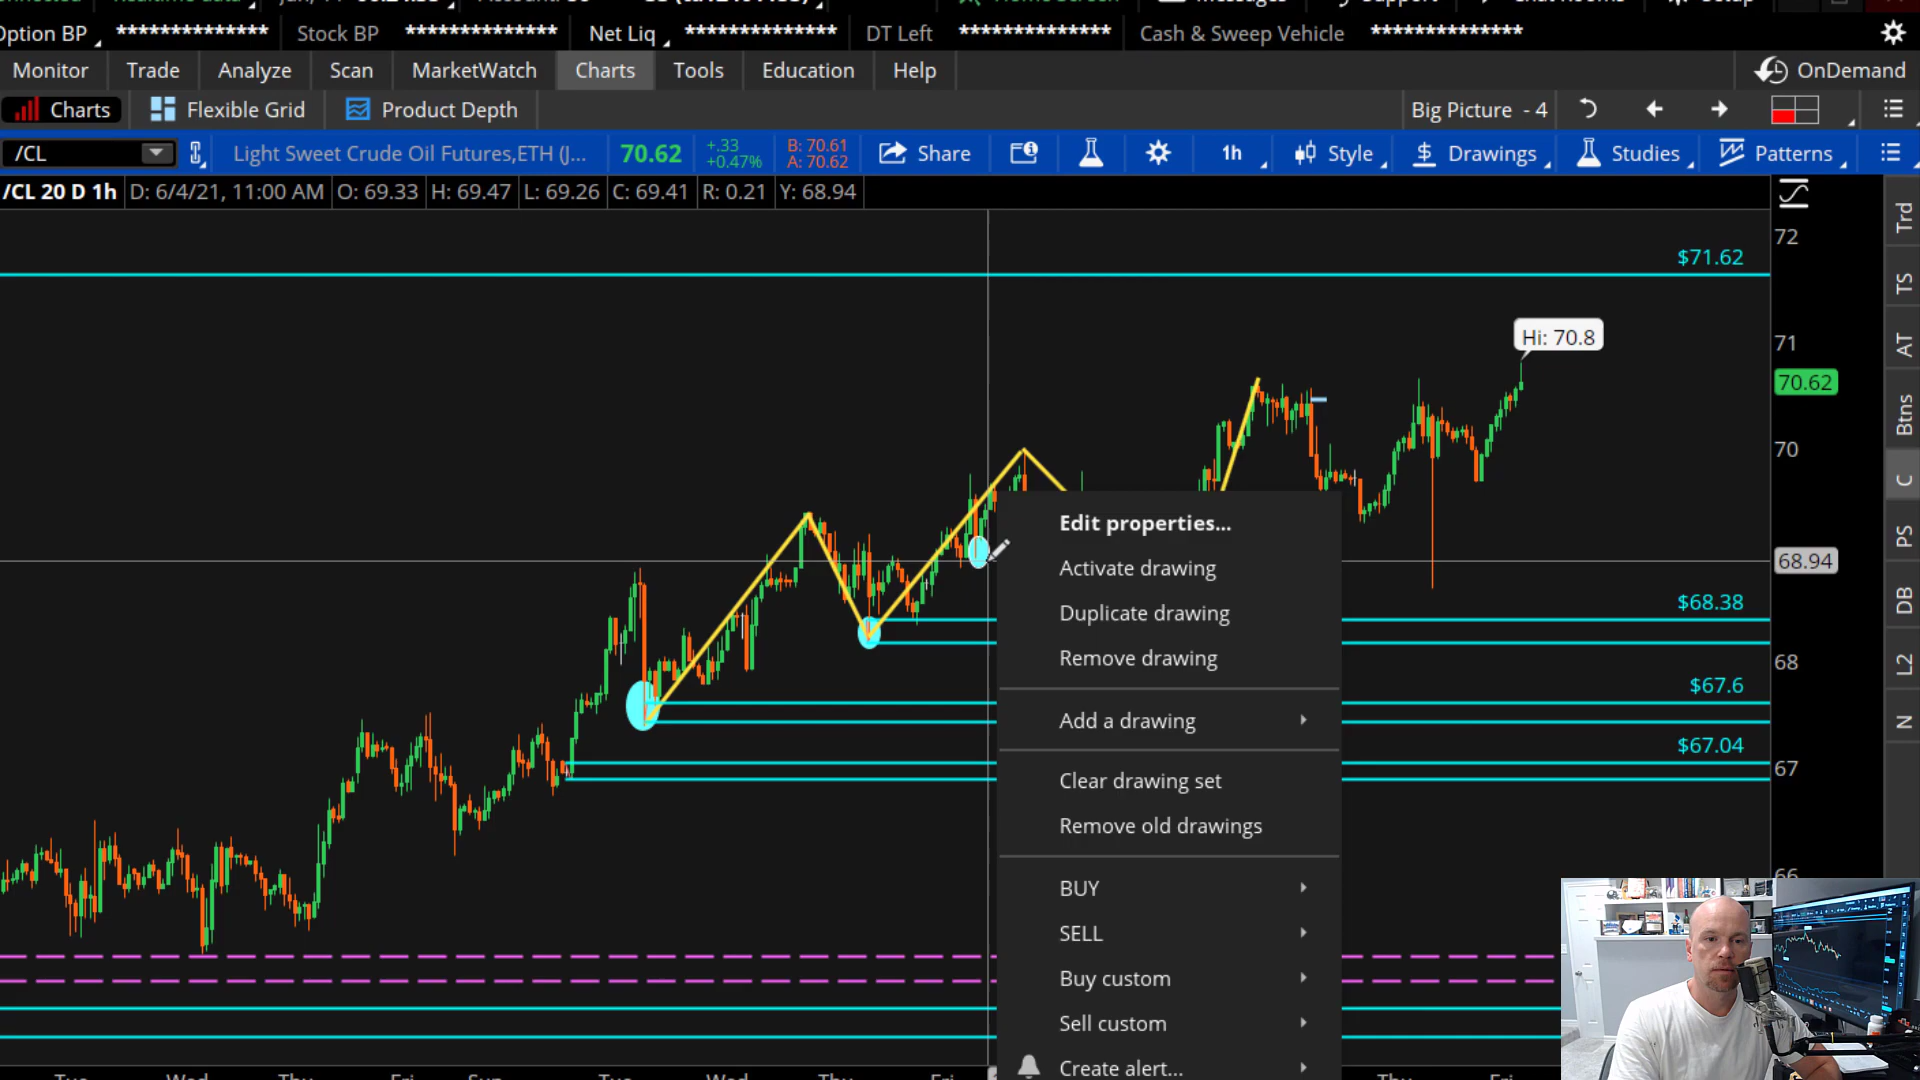 Option BP ************** Stock BP ************** Net Liq ************** DT Left ************** Cash & Sweep Vehicle **************
Monitor Trade Analyze Scan MarketWatch Charts Tools Education Help OnDemand
Charts Flexible Grid Product Depth Big Picture - 4
/CL Light Sweet Crude Oil Futures,ETH (J... 70.62 +.33 +0.47% B: 70.61 A: 70.62 Share 1h Style Drawings Studies Patterns
/CL 20 D 1h D: 6/4/21, 11:00 AM O: 69.33 H: 69.47 L: 69.26 C: 69.41 R: 0.21 Y: 68.94
Trd
72
$71.62
TS
Hi: 70.8
71
AT
70.62
Btns
70
C
Edit properties...
PS
68.94
Activate drawing
DB
$68.38
Duplicate drawing
Remove drawing
68
L2
$67.6
Add a drawing
N
$67.04
67
Clear drawing set
Remove old drawings
66
BUY
SELL
Buy custom
Sell custom
Create alert...